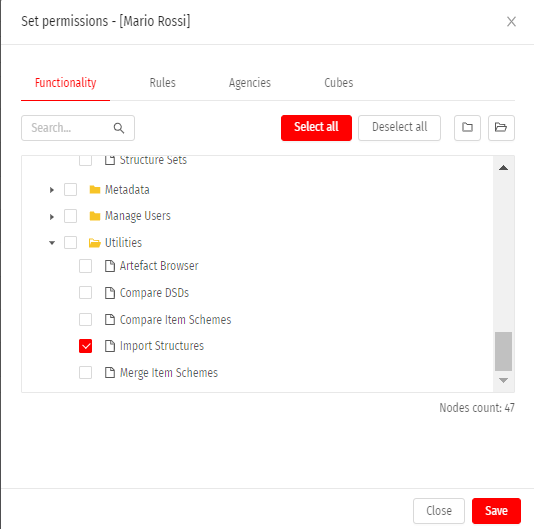 Set permissions - [Mario Rossi]
Functionality Rules Agencies Cubes
Search... Select all Deselect all
Structure Sets
Metadata
Manage Users
Utilities
Artefact Browser
Compare DSDs
Compare Item Schemes
Import Structures
Merge Item Schemes
Nodes count: 47
Close Save